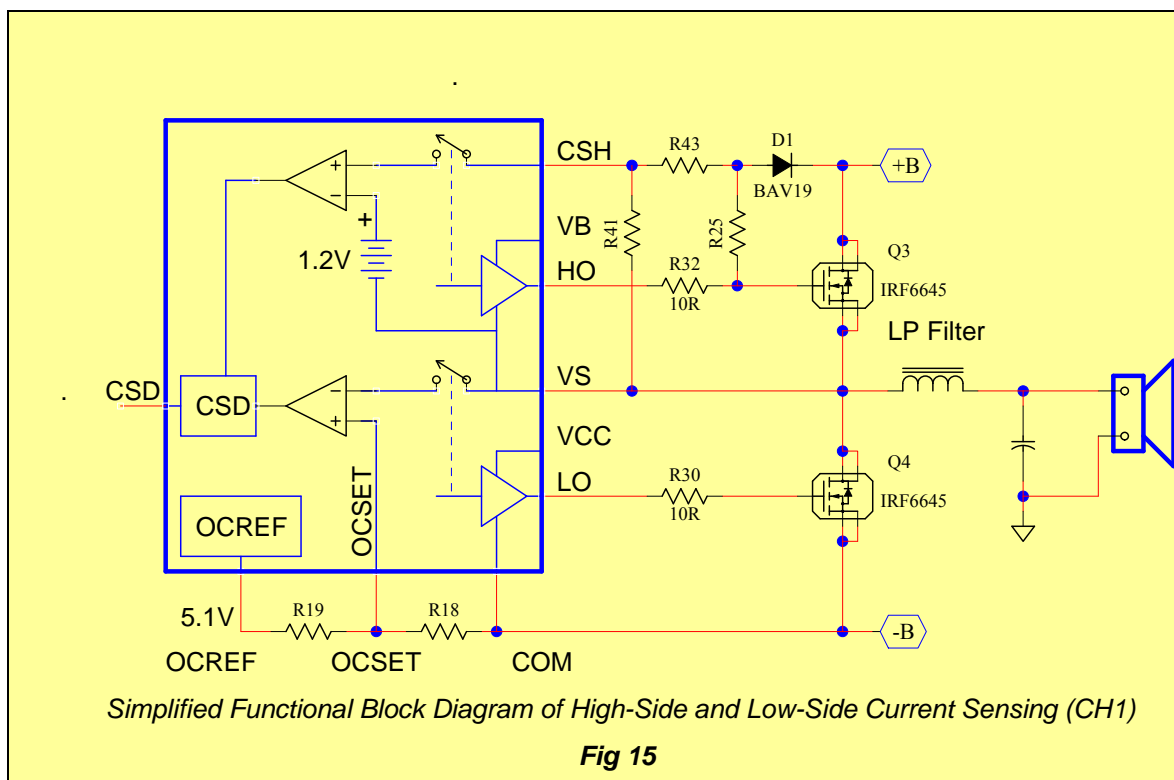 CSH
R43
D1
BAV19
+B
+
−
+
1.2V
R41
R25
VB
HO
R32
10R
Q3
IRF6645
LP Filter
CSD
CSD
−
+
VS
VCC
LO
R30
10R
Q4
IRF6645
OCREF
OCSET
5.1V
R19
R18
-B
OCREF
OCSET
COM
Simplified Functional Block Diagram of High-Side and Low-Side Current Sensing (CH1)
Fig 15